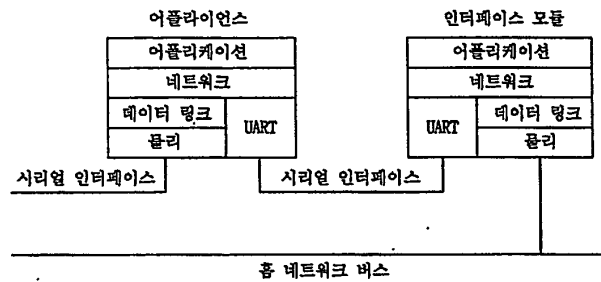 어플라이언스
인터페이스 모듈
어플리케이션
어플리케이션
네트워크
네트워크
데이터 링크
UART
물리
UART
데이터 링크
물리
시리얼 인터페이스
시리얼 인터페이스
홈 네트워크 버스